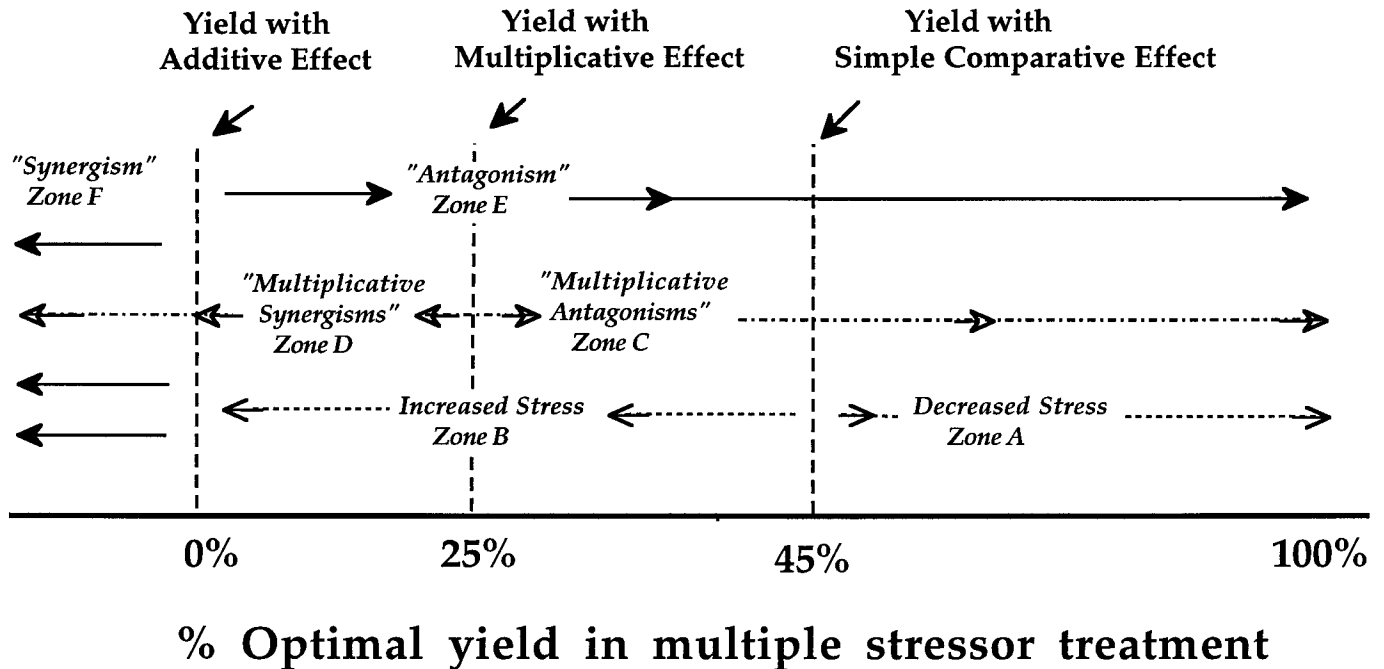 Yield with
Additive Effect
Yield with
Multiplicative Effect
Yield with
Simple Comparative Effect
"Synergism"
Zone F
"Antagonism"
Zone E
"Multiplicative
Synergisms"
Zone D
"Multiplicative
Antagonisms"
Zone C
Increased Stress
Zone B
Decreased Stress
Zone A
0%
25%
45%
100%
% Optimal yield in multiple stressor treatment